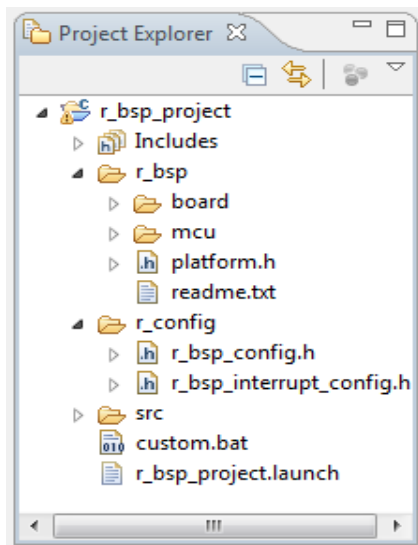 Project Explorer
r_bsp_project
Includes
r_bsp
board
mcu
platform.h
readme.txt
r_config
r_bsp_config.h
r_bsp_interrupt_config.h
src
custom.bat
r_bsp_project.launch